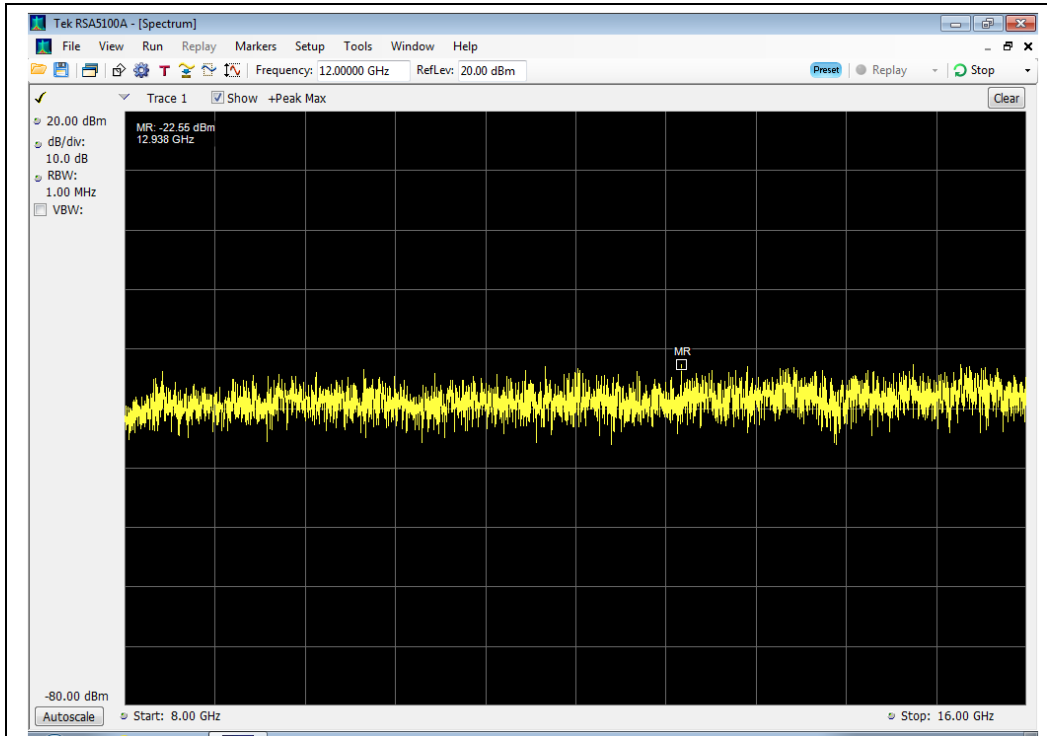 Tek RSA5100A - [Spectrum]
File View Run Replay Markers Setup Tools Window Help
T Frequency: 12.00000 GHz RefLev: 20.00 dBm Preset Replay Stop
Trace 1 Show +Peak Max Clear
20.00 dBm
dB/div:
10.0 dB
RBW:
1.00 MHz
VBW:
MR: -22.55 dBm
12.938 GHz
MR
-80.00 dBm
Autoscale Start: 8.00 GHz Stop: 16.00 GHz